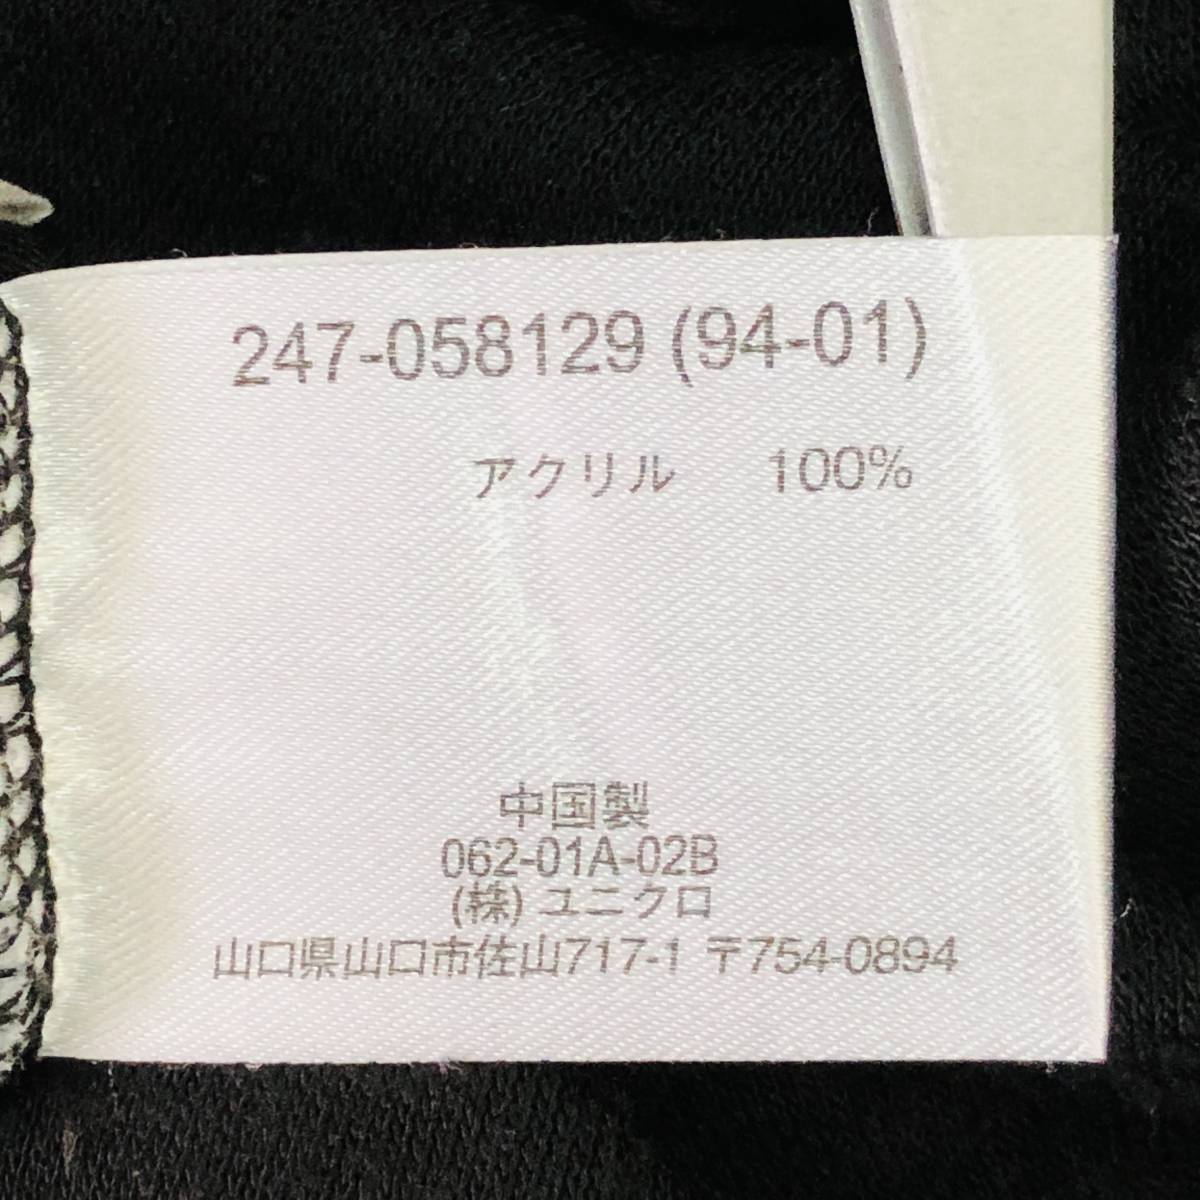 247-058129 (94-01)
アクリル 100%
中国製
062-01A-02B
(株) ユニクロ
山口県山口市佐山717-1 〒754-0894